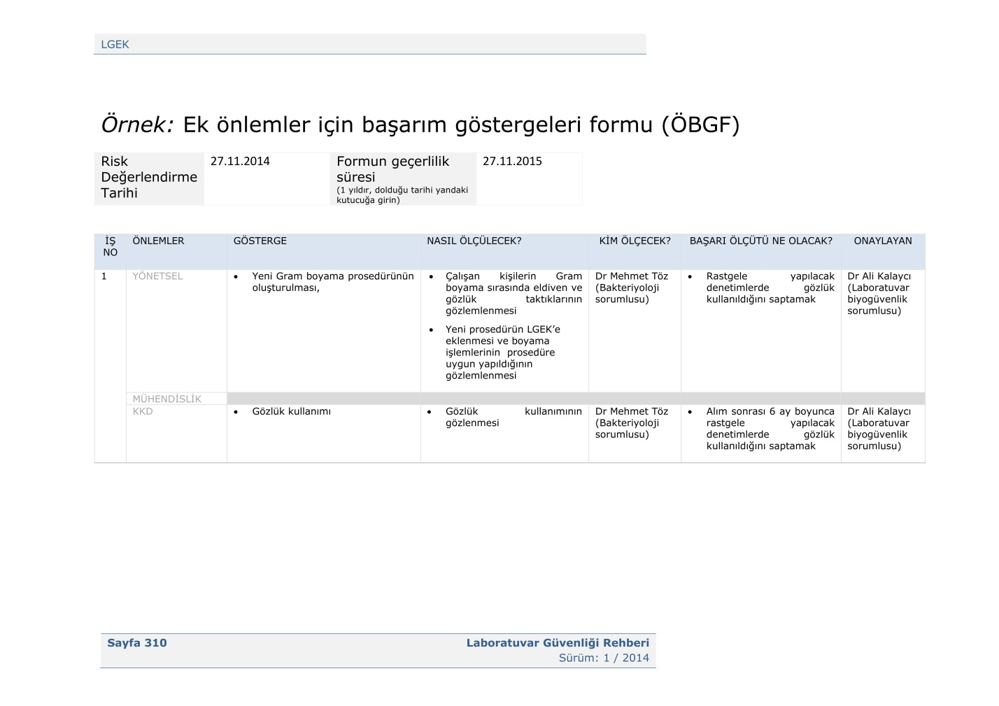 LGEK
Örnek: Ek önlemler için başarım göstergeleri formu (ÖBGF)
Risk
Değerlendirme
Tarihi
27.11.2014
Formun geçerlilik
süresi
(1 yıldır, dolduğu tarihi yandaki
kutucuğa girin)
27.11.2015
İŞ
NO
ÖNLEMLER
GÖSTERGE
NASIL ÖLÇÜLECEK?
KİM ÖLÇECEK?
BAŞARI ÖLÇÜTÜ NE OLACAK?
ONAYLAYAN
1
YÖNETSEL
• Yeni Gram boyama prosedürünün
oluşturulması,
• Çalışan kişilerin Gram
boyama sırasında eldiven ve
gözlük taktıklarının
gözlemlenmesi
• Yeni prosedürün LGEK’e
eklenmesi ve boyama
işlemlerinin prosedüre
uygun yapıldığının
gözlemlenmesi
Dr Mehmet Töz
(Bakteriyoloji
sorumlusu)
• Rastgele yapılacak
denetimlerde gözlük
kullanıldığını saptamak
Dr Ali Kalaycı
(Laboratuvar
biyogüvenlik
sorumlusu)
MÜHENDİSLİK
KKD
• Gözlük kullanımı
• Gözlük kullanımının
gözlenmesi
Dr Mehmet Töz
(Bakteriyoloji
sorumlusu)
• Alım sonrası 6 ay boyunca
rastgele yapılacak
denetimlerde gözlük
kullanıldığını saptamak
Dr Ali Kalaycı
(Laboratuvar
biyogüvenlik
sorumlusu)
Sayfa 310
Laboratuvar Güvenliği Rehberi
Sürüm: 1 / 2014